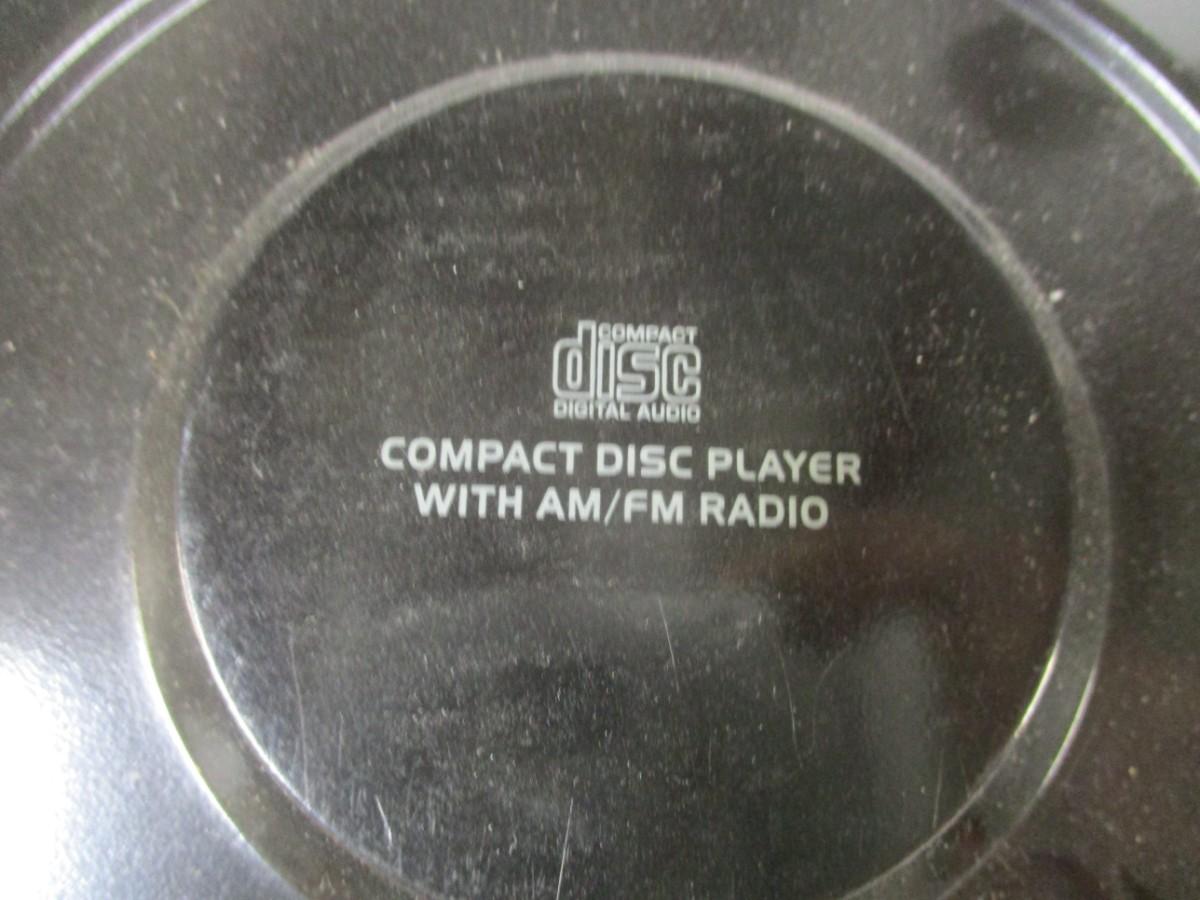 COMPACT
disc
DIGITAL AUDIO
COMPACT DISC PLAYER
WITH AM/FM RADIO